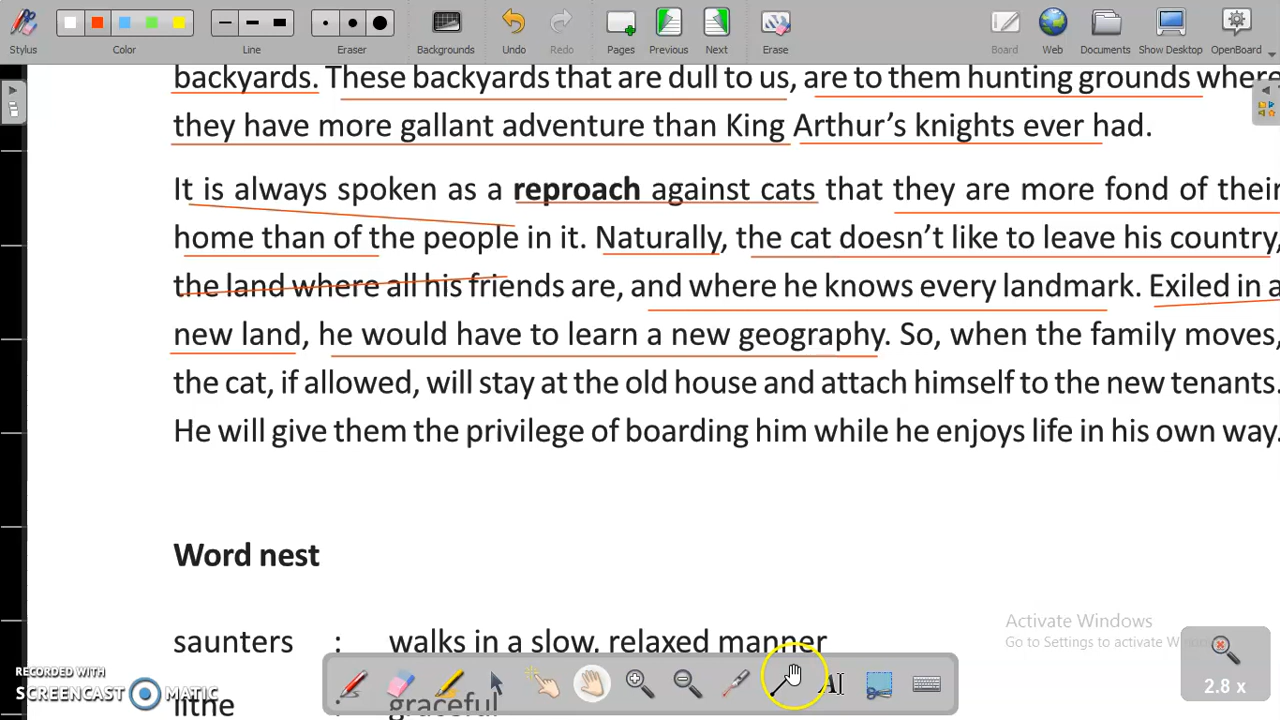 Stylus
Color
Line
Eraser
Backgrounds
Undo
Redo
Pages
Previous
Next
Erase
Board
Web
Documents
Show Desktop
OpenBoard
backyards. These backyards that are dull to us, are to them hunting grounds where
they have more gallant adventure than King Arthur's knights ever had.
It is always spoken as a reproach against cats that they are more fond of their
home than of the people in it. Naturally, the cat doesn't like to leave his country,
the land where all his friends are, and where he knows every landmark. Exiled in a
new land, he would have to learn a new geography. So, when the family moves,
the cat, if allowed, will stay at the old house and attach himself to the new tenants.
He will give them the privilege of boarding him while he enjoys life in his own way.
Word nest
saunters : walks in a slow, relaxed manner
lithe : graceful
Activate Windows
Go to Settings to activate Windows
2.8 x
RECORDED WITH
SCREENCAST MATIC
AI